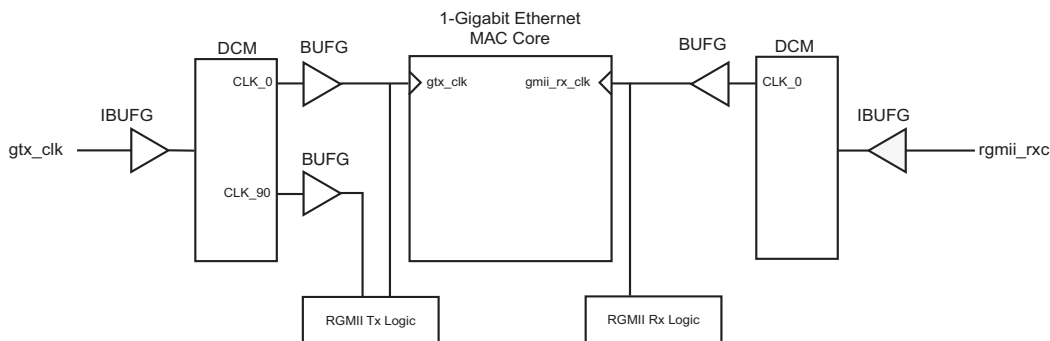 1-Gigabit Ethernet
MAC Core
DCM
BUFG
BUFG
DCM
CLK_0
gtx_clk
gmii_rx_clk
CLK_0
IBUFG
IBUFG
gtx_clk
rgmii_rxc
BUFG
CLK_90
RGMII Tx Logic
RGMII Rx Logic